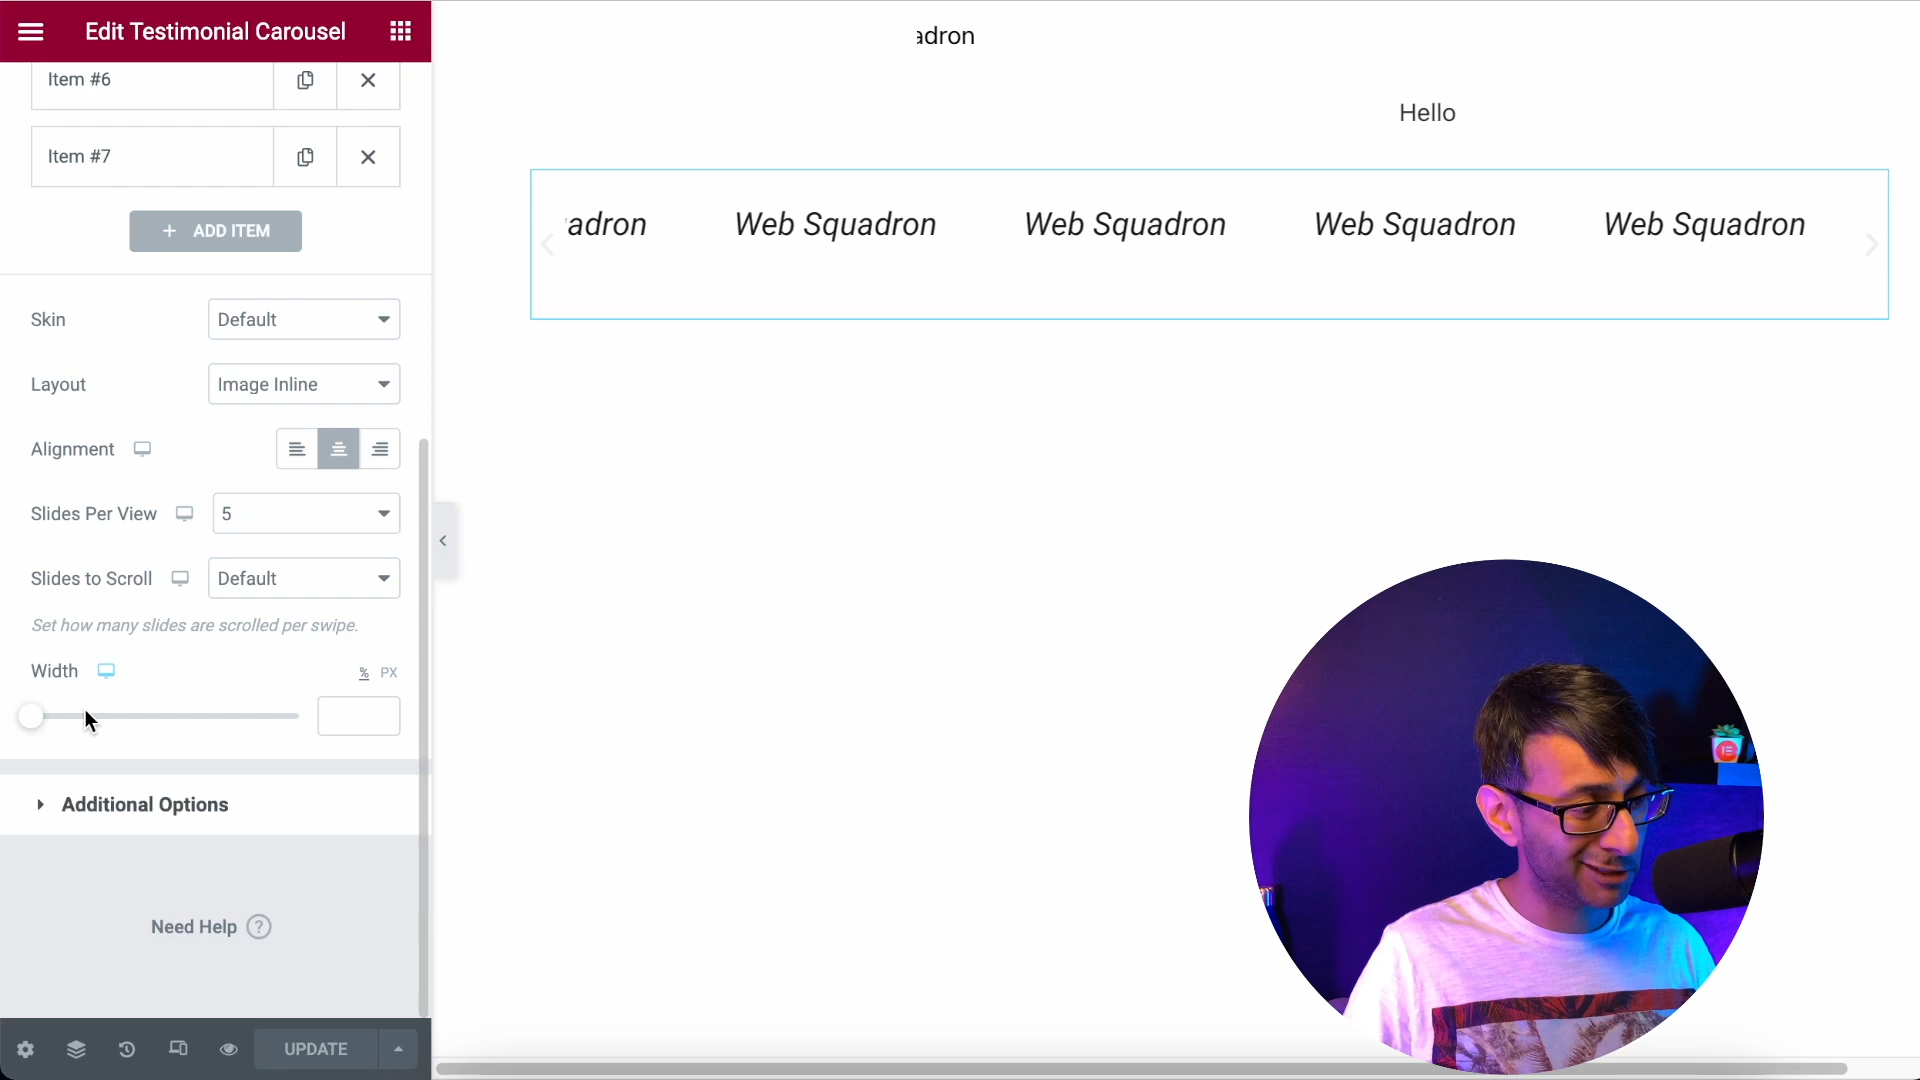 Edit Testimonial Carousel
Item #6
Item #7
+ ADD ITEM
Skin Default
Layout Image Inline
Alignment
Slides Per View 5
Slides to Scroll Default
Set how many slides are scrolled per swipe.
Width % PX
Additional Options
Need Help ?
UPDATE
adron
Hello
adron Web Squadron Web Squadron Web Squadron Web Squadron